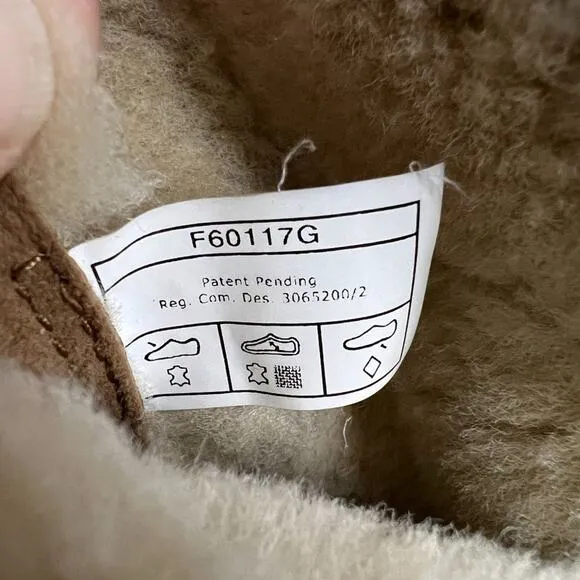 F60117G
Patent Pending
Reg. Com. Des. 3065200/2